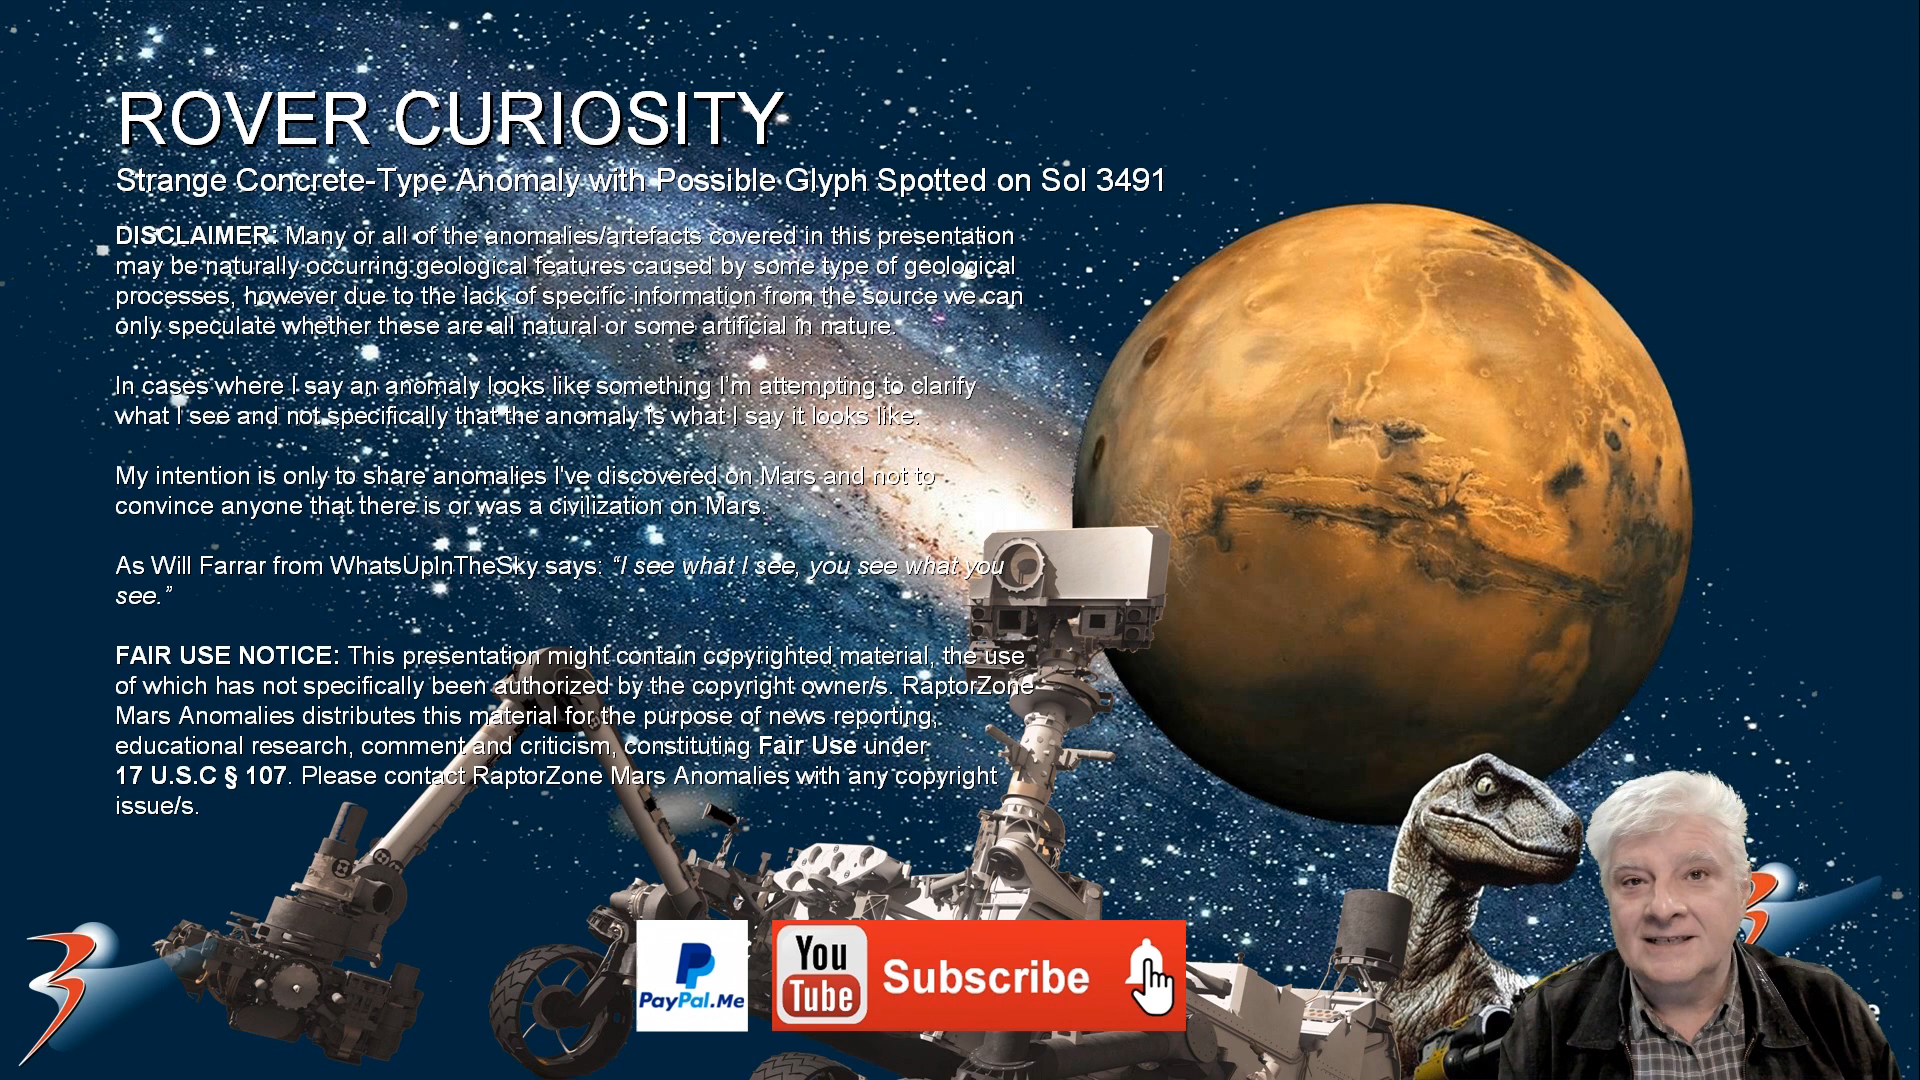 ROVER CURIOSITY
Strange Concrete-Type Anomaly with Possible Glyph Spotted on Sol 3491
DISCLAIMER: Many or all of the anomalies/artefacts covered in this presentation
may be naturally occurring geological features caused by some type of geological
processes, however due to the lack of specific information from the source we can
only speculate whether these are all natural or some artificial in nature.
In cases where I say an anomaly looks like something I'm attempting to clarify
what I see and not specifically that the anomaly is what I say it looks like.
My intention is only to share anomalies I've discovered on Mars and not to
convince anyone that there is or was a civilization on Mars.
As Will Farrar from WhatsUpInTheSky says: “I see what I see, you see what you
see.”
FAIR USE NOTICE: This presentation might contain copyrighted material, the use
of which has not specifically been authorized by the copyright owner/s. RaptorZone
Mars Anomalies distributes this material for the purpose of news reporting,
educational research, comment and criticism, constituting Fair Use under
17 U.S.C § 107. Please contact RaptorZone Mars Anomalies with any copyright
issue/s.
PayPal.Me
You
Tube
Subscribe